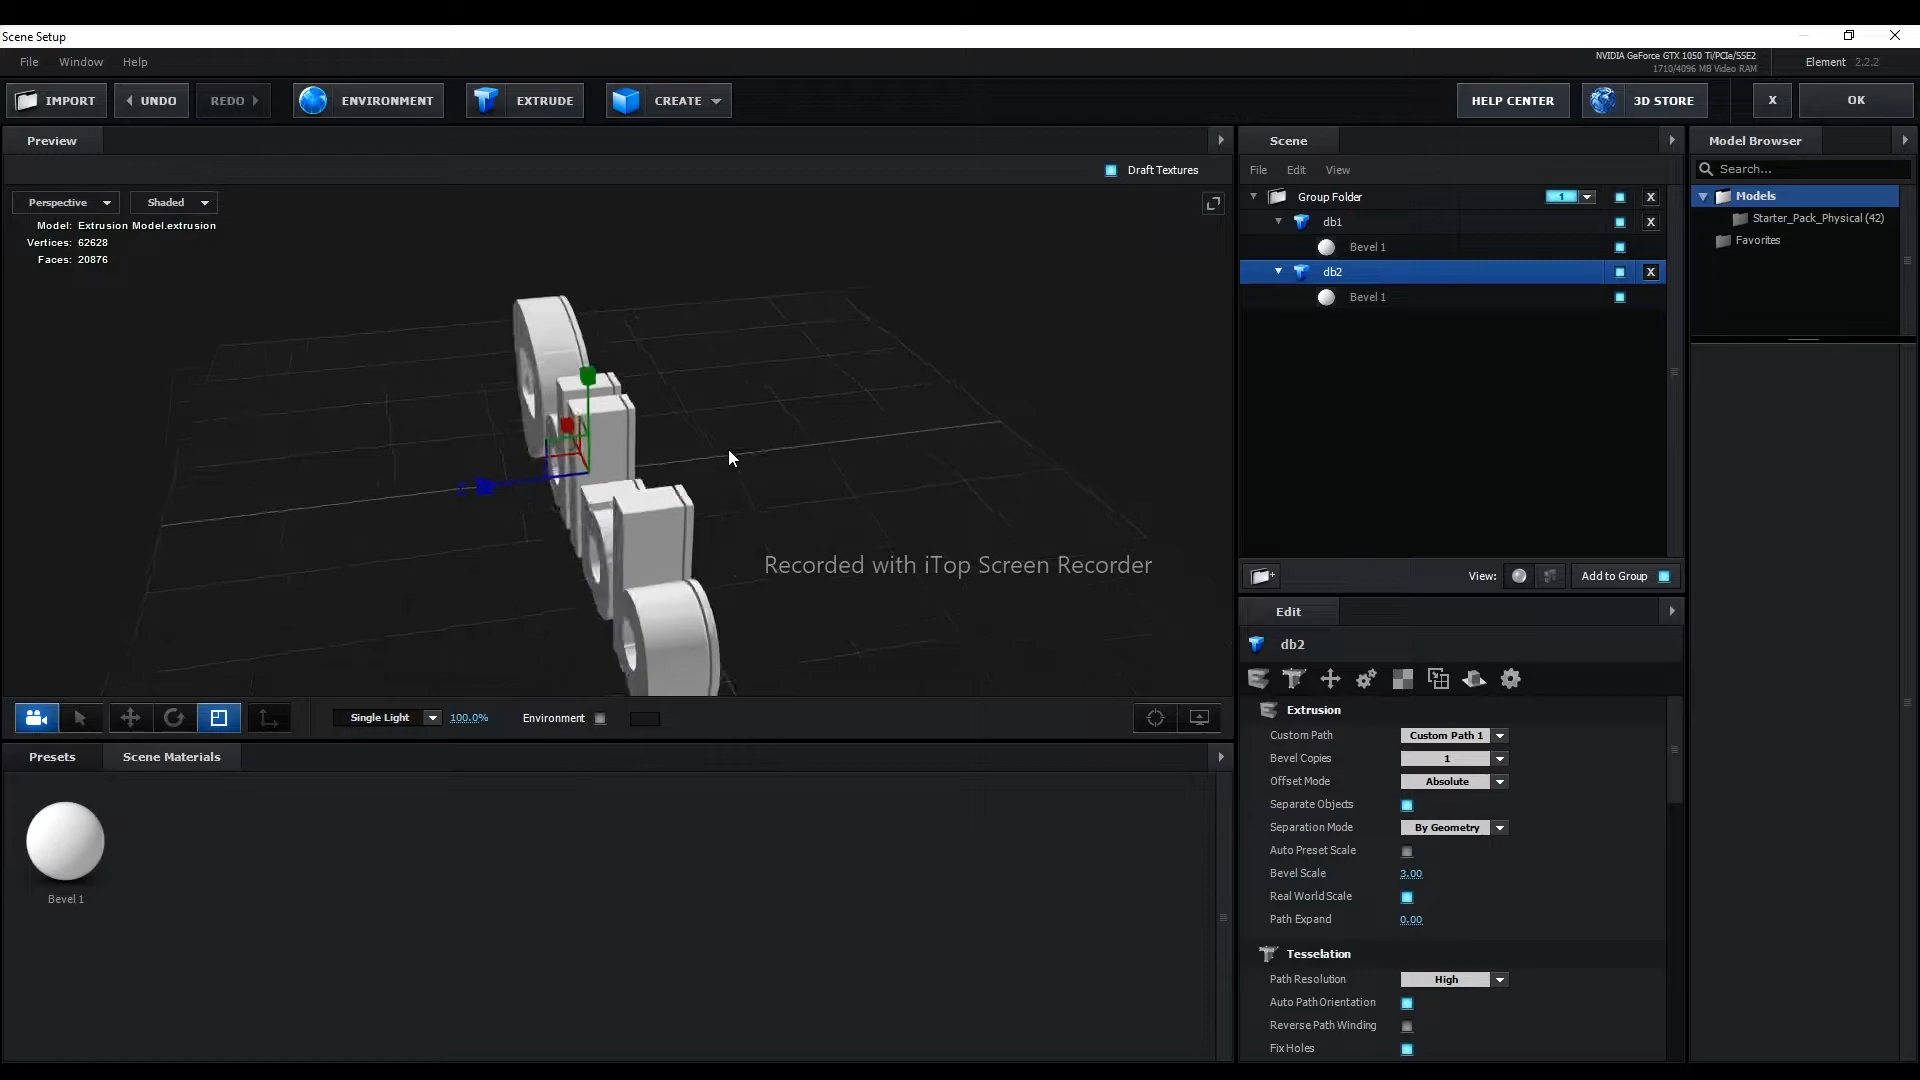 Scene Setup
File Window Help
NVIDIA GeForce GTX 1050 Ti/PCIe/SSE2
1710/4096 MB Video RAM
Element 2.2.2
IMPORT UNDO REDO ENVIRONMENT EXTRUDE CREATE HELP CENTER 3D STORE X OK
Preview
Draft Textures
Perspective Shaded
Model: Extrusion Model.extrusion
Vertices: 62628
Faces: 20876
Recorded with iTop Screen Recorder
Single Light 100.0% Environment
Presets Scene Materials
Bevel 1
Scene
File Edit View
Group Folder 1 X
db1 X
Bevel 1
db2 X
Bevel 1
View: Add to Group
Edit
db2
Extrusion
Custom Path Custom Path 1
Bevel Copies 1
Offset Mode Absolute
Separate Objects
Separation Mode By Geometry
Auto Preset Scale
Bevel Scale 3.00
Real World Scale
Path Expand 0.00
Tesselation
Path Resolution High
Auto Path Orientation
Reverse Path Winding
Fix Holes
Model Browser
Search...
Models
Starter_Pack_Physical (42)
Favorites